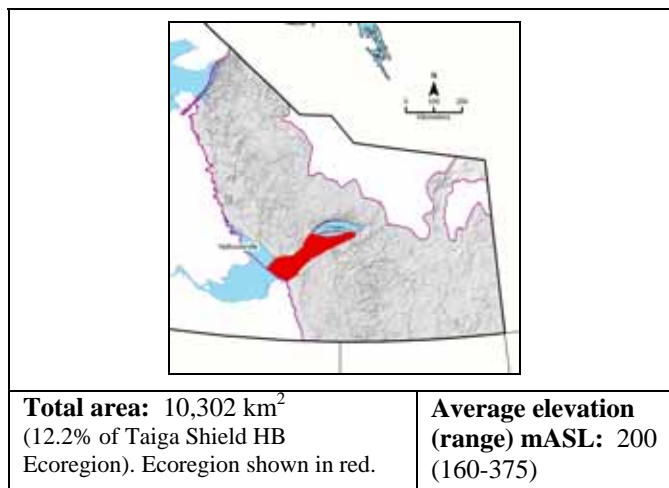 N
Total area: 10,302 km2
(12.2% of Taiga Shield HB
Ecoregion). Ecoregion shown in red.
Average elevation
(range) mASL: 200
(160-375)